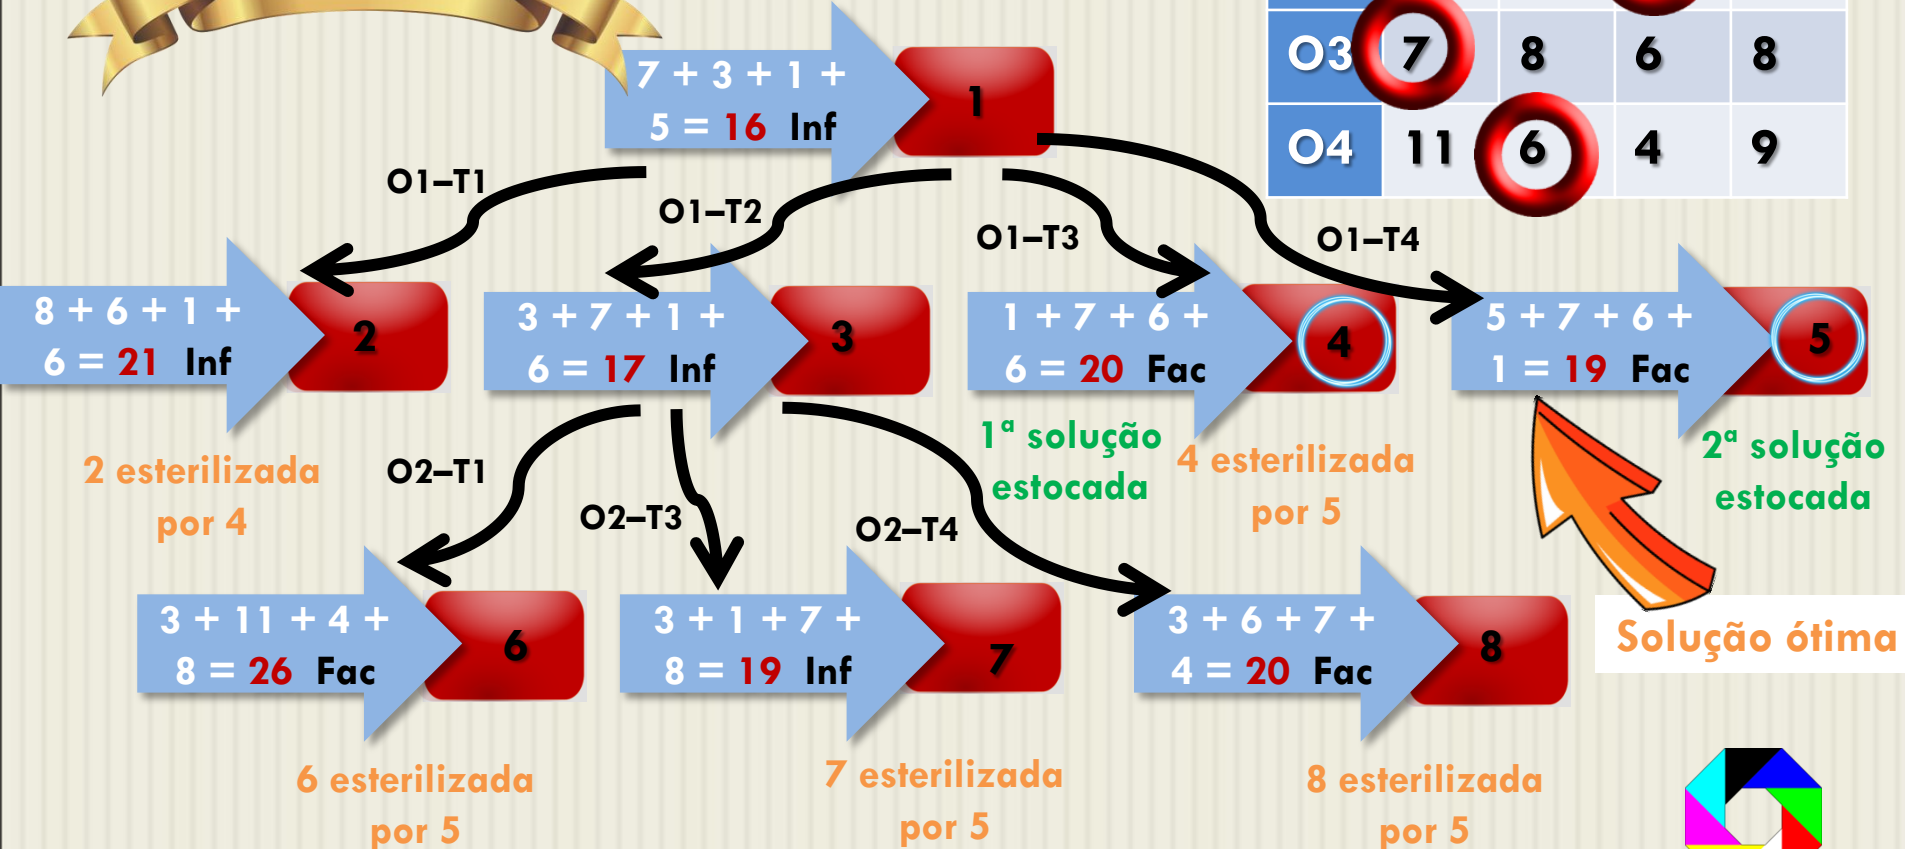 7 + 3 + 1 +
5 = 16 Inf
1
O3 7 8 6 8
O4 11 6 4 9
O1–T1
O1–T2
O1–T3
O1–T4
8 + 6 + 1 +
6 = 21 Inf
2
3 + 7 + 1 +
6 = 17 Inf
3
1 + 7 + 6 +
6 = 20 Fac
4
5 + 7 + 6 +
1 = 19 Fac
5
2 esterilizada
por 4
O2–T1
O2–T3
O2–T4
1ª solução
estocada
4 esterilizada
por 5
2ª solução
estocada
3 + 11 + 4 +
8 = 26 Fac
6
3 + 1 + 7 +
8 = 19 Inf
7
3 + 6 + 7 +
4 = 20 Fac
8
Solução ótima
6 esterilizada
por 5
7 esterilizada
por 5
8 esterilizada
por 5